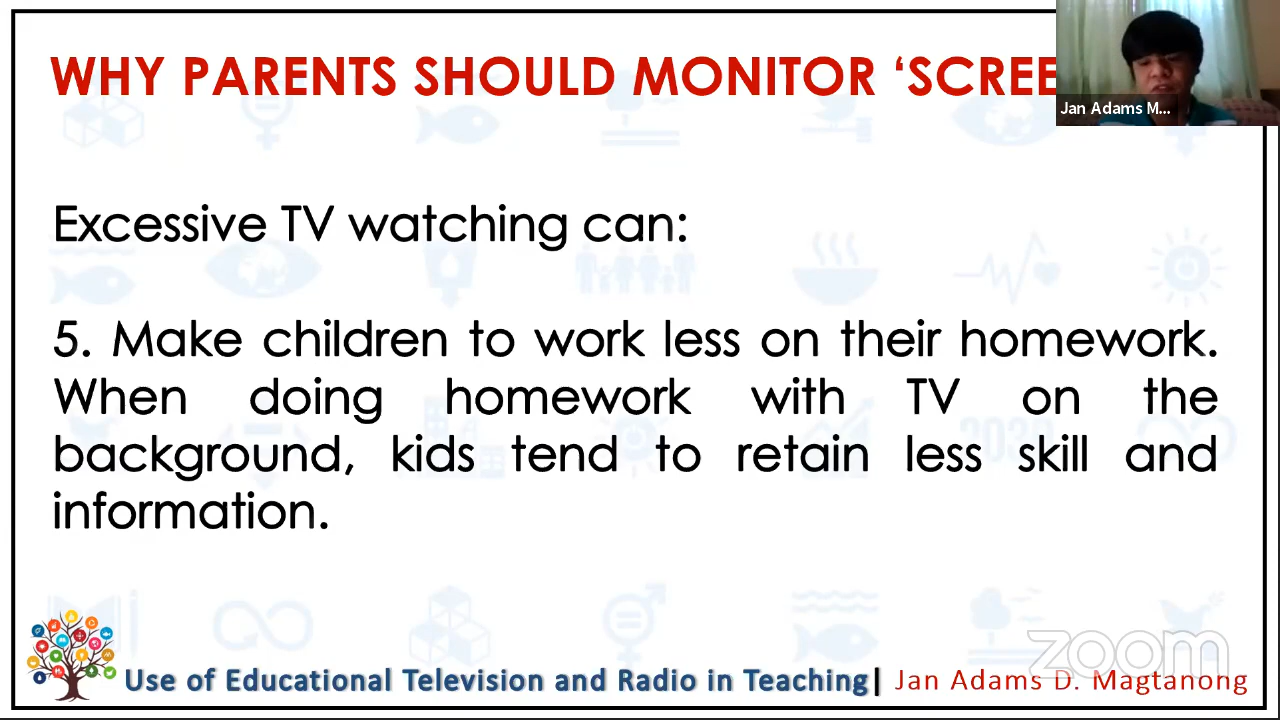 WHY PARENTS SHOULD MONITOR ‘SCREE
Jan Adams M...
Excessive TV watching can:
5. Make children to work less on their homework.
When doing homework with TV on the
background, kids tend to retain less skill and
information.
zoom
Use of Educational Television and Radio in Teaching| Jan Adams D. Magtanong